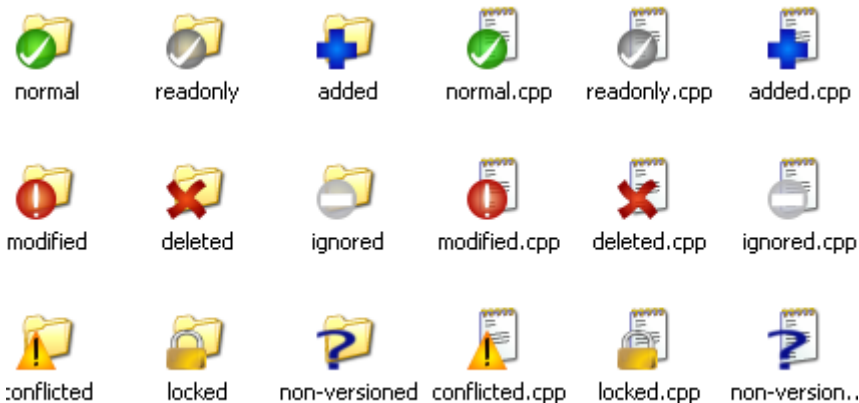 normal readonly added normal.cpp readonly.cpp added.cpp
modified deleted ignored modified.cpp deleted.cpp ignored.cpp
conflicted locked non-versioned conflicted.cpp locked.cpp non-version..